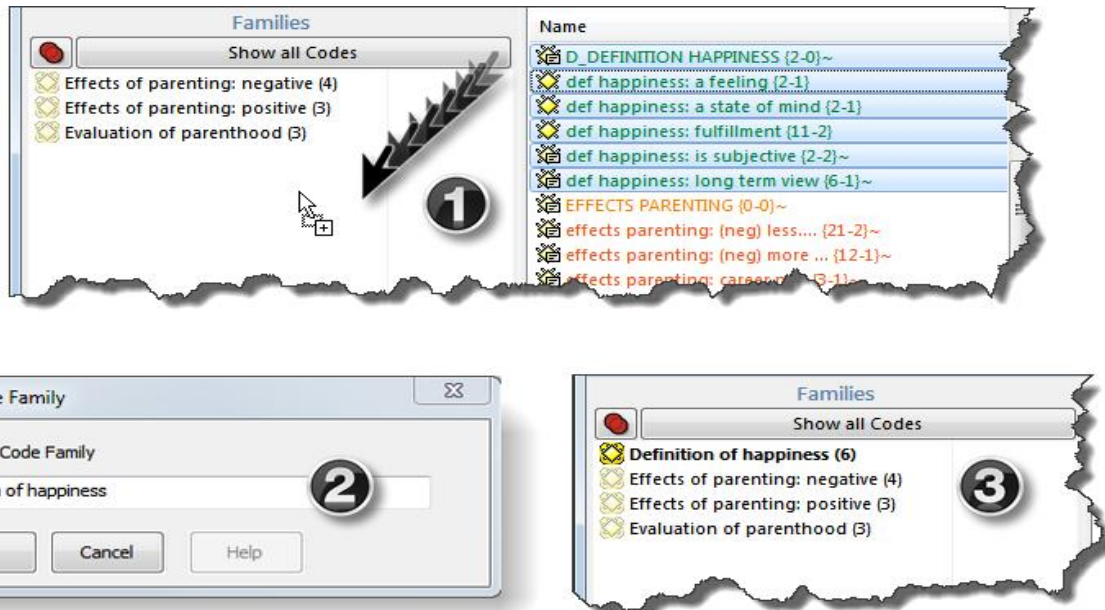 Families
Show all Codes
Effects of parenting: negative (4)
Effects of parenting: positive (3)
Evaluation of parenthood (3)
1
Name
D_DEFINITION HAPPINESS {2-0}~
def happiness: a feeling {2-1}
def happiness: a state of mind {2-1}
def happiness: fulfillment {11-2}
def happiness: is subjective {2-2}~
def happiness: long term view {6-1}~
EFFECTS PARENTING {0-0}~
effects parenting: (neg) less.... {21-2}~
effects parenting: (neg) more ... {12-1}~
effects parenting:
Family
Code Family
of happiness
2
Cancel
Help
Families
Show all Codes
Definition of happiness (6)
Effects of parenting: negative (4)
Effects of parenting: positive (3)
Evaluation of parenthood (3)
3